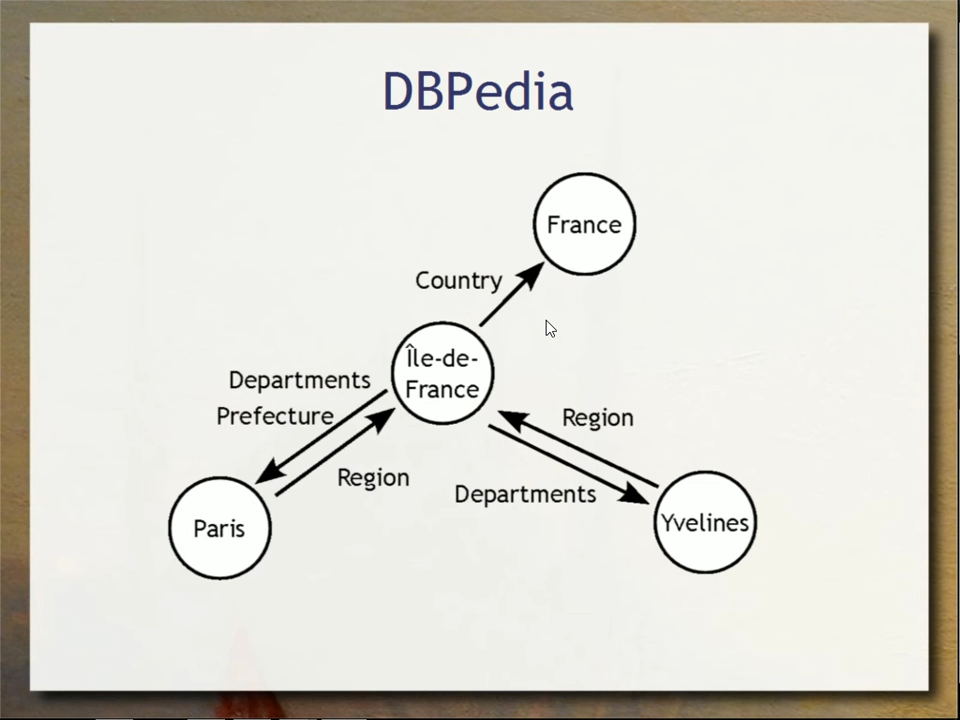 DBPedia
France
Country
Île-de-
France
Departments
Prefecture
Region
Region
Departments
Paris
Yvelines